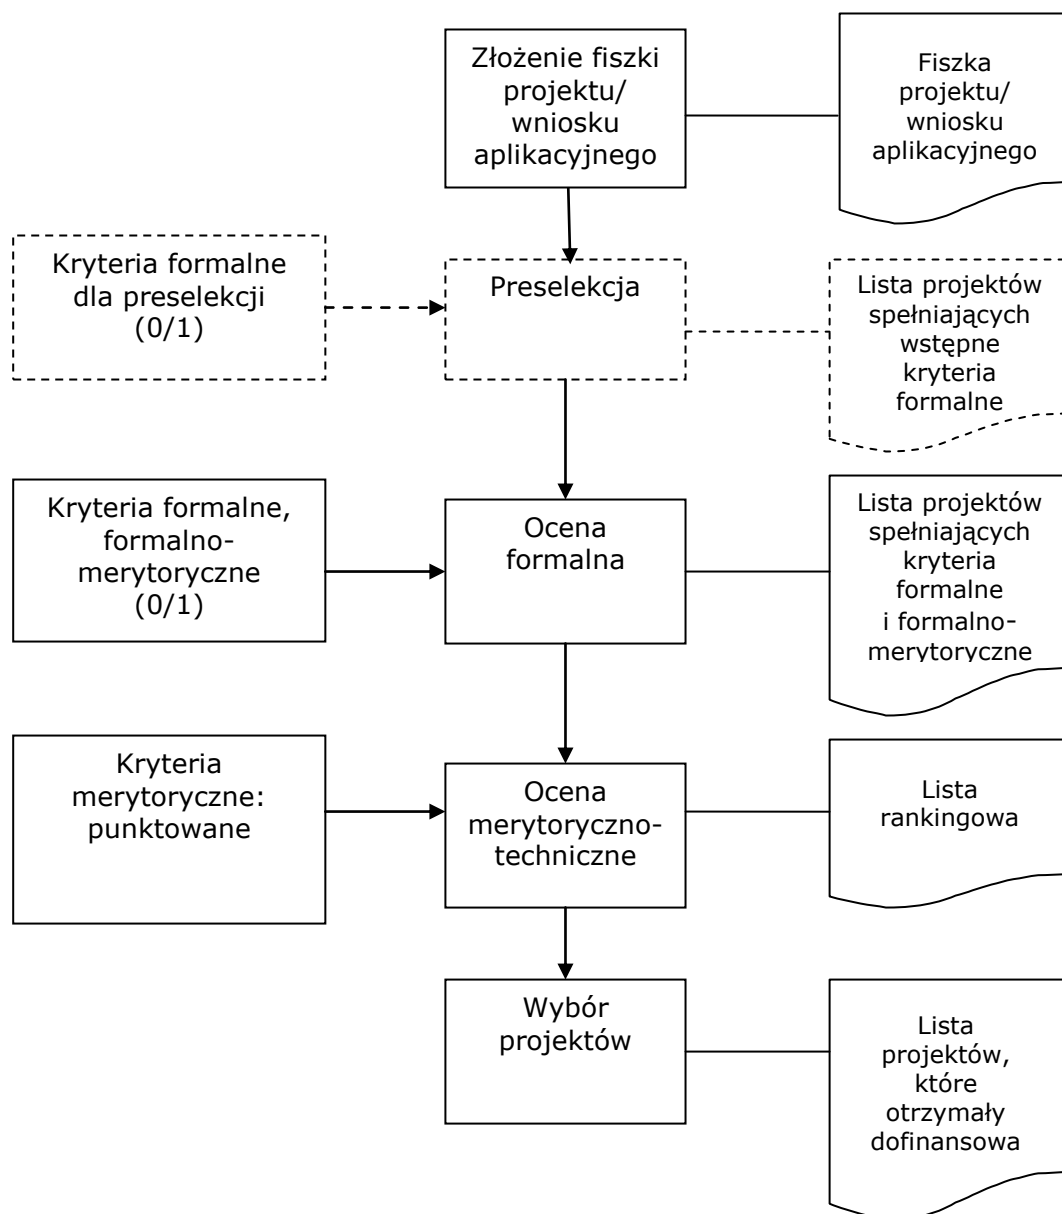 Złożenie fiszki
projektu/
wniosku
aplikacyjnego
Fiszka
projektu/
wniosku
aplikacyjnego
Kryteria formalne
dla preselekcji
(0/1)
Preselekcja
Lista projektów
spełniających
wstępne
kryteria
formalne
Kryteria formalne,
formalno-
merytoryczne
(0/1)
Ocena
formalna
Lista projektów
spełniających
kryteria
formalne
i formalno-
merytoryczne
Kryteria
merytoryczne:
punktowane
Ocena
merytoryczno-
techniczne
Lista
rankingowa
Wybór
projektów
Lista
projektów,
które
otrzymały
dofinansowa